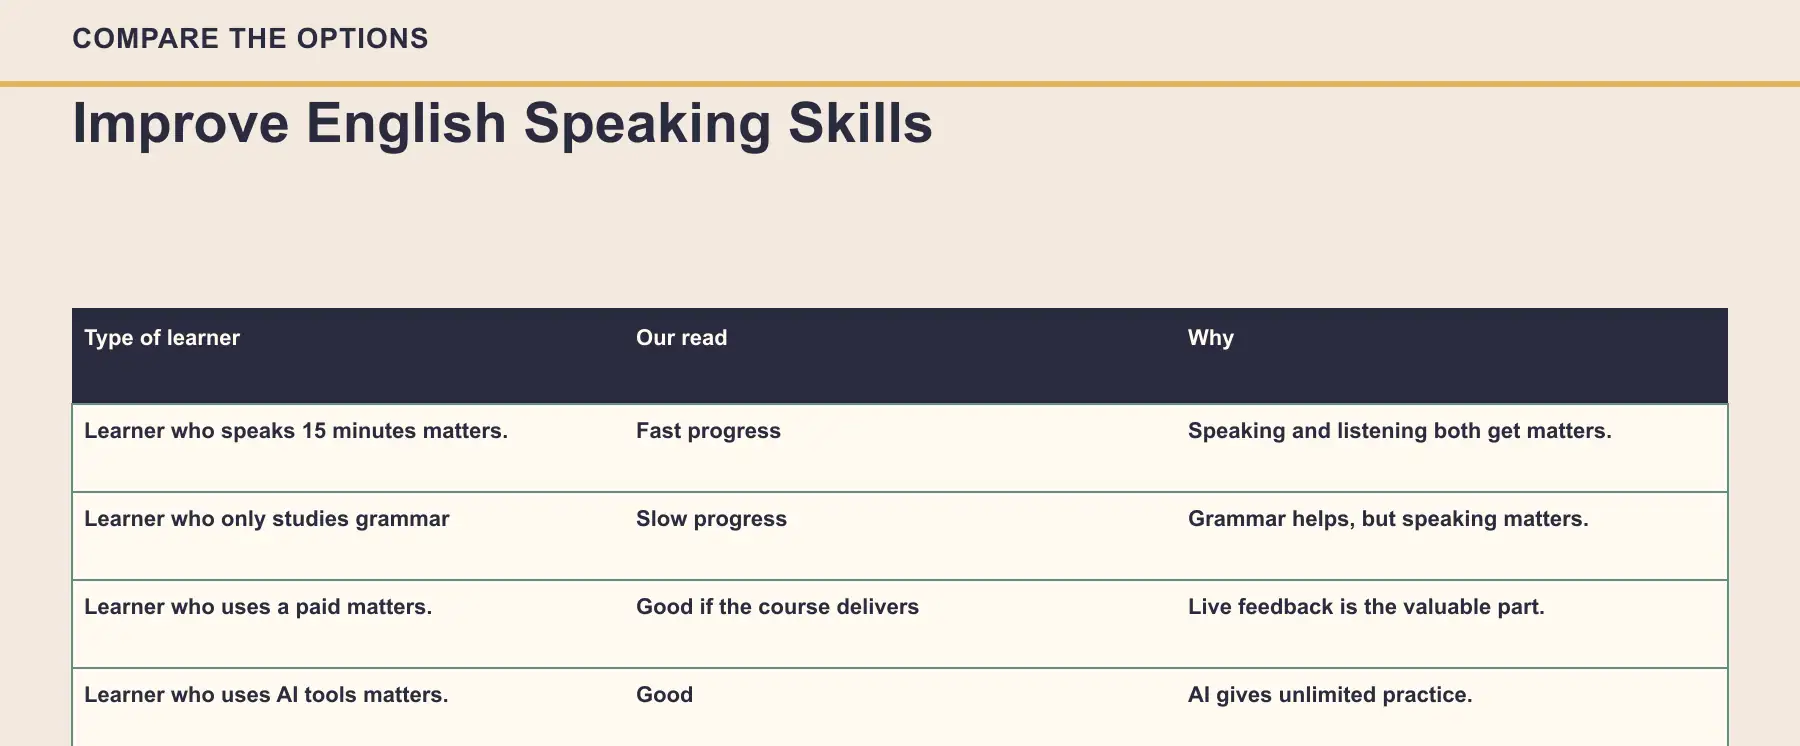 COMPARE THE OPTIONS
Improve English Speaking Skills
Type of learner Our read Why
Learner who speaks 15 minutes matters. Fast progress Speaking and listening both get matters.
Learner who only studies grammar Slow progress Grammar helps, but speaking matters.
Learner who uses a paid matters. Good if the course delivers Live feedback is the valuable part.
Learner who uses AI tools matters. Good AI gives unlimited practice.